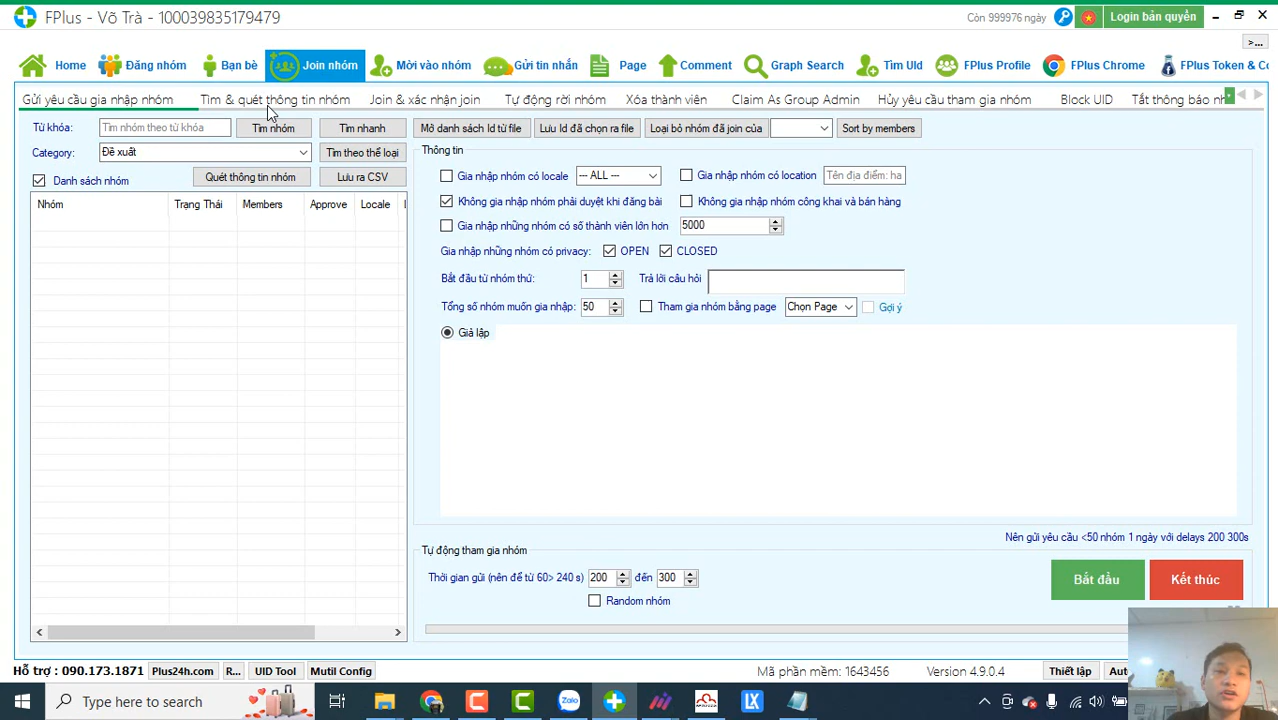 FPlus - Võ Trà - 100039835179479
Còn 999976 ngày
Login bản quyền
>...
Home
Đăng nhóm
Bạn bè
Join nhóm
Mời vào nhóm
Gửi tin nhắn
Page
Comment
Graph Search
Tìm Uid
FPlus Profile
FPlus Chrome
FPlus Token & Co
Gửi yêu cầu gia nhập nhóm
Tìm & quét thông tin nhóm
Join & xác nhận join
Tự động rời nhóm
Xóa thành viên
Claim As Group Admin
Hủy yêu cầu tham gia nhóm
Block UID
Tắt thông báo nh
Từ khóa:
Tìm nhóm theo từ khóa
Tìm nhóm
Tìm nhanh
Mở danh sách Id từ file
Lưu Id đã chọn ra file
Loại bỏ nhóm đã join của
Sort by members
Category:
Đề xuất
Tìm theo thể loại
Danh sách nhóm
Quét thông tin nhóm
Lưu ra CSV
Nhóm
Trạng Thái
Members
Approve
Locale
Thông tin
Gia nhập nhóm có locale
--- ALL ---
Gia nhập nhóm có location
Tên địa điểm: ha
Không gia nhập nhóm phải duyệt khi đăng bài
Không gia nhập nhóm công khai và bán hàng
Gia nhập những nhóm có số thành viên lớn hơn
5000
Gia nhập những nhóm có privacy:
OPEN
CLOSED
Bắt đầu từ nhóm thứ:
1
Trả lời câu hỏi
Tổng số nhóm muốn gia nhập:
50
Tham gia nhóm bằng page
Chọn Page
Gợi ý
Giả lập
Nên gửi yêu cầu <50 nhóm 1 ngày với delays 200 300s
Tự động tham gia nhóm
Thời gian gửi (nên để từ 60> 240 s)
200
đến
300
Random nhóm
Bắt đầu
Kết thúc
Hỗ trợ : 090.173.1871
Plus24h.com
R...
UID Tool
Mutil Config
Mã phần mềm: 1643456
Version 4.9.0.4
Thiết lập
Aut
Type here to search
Zalo
LX